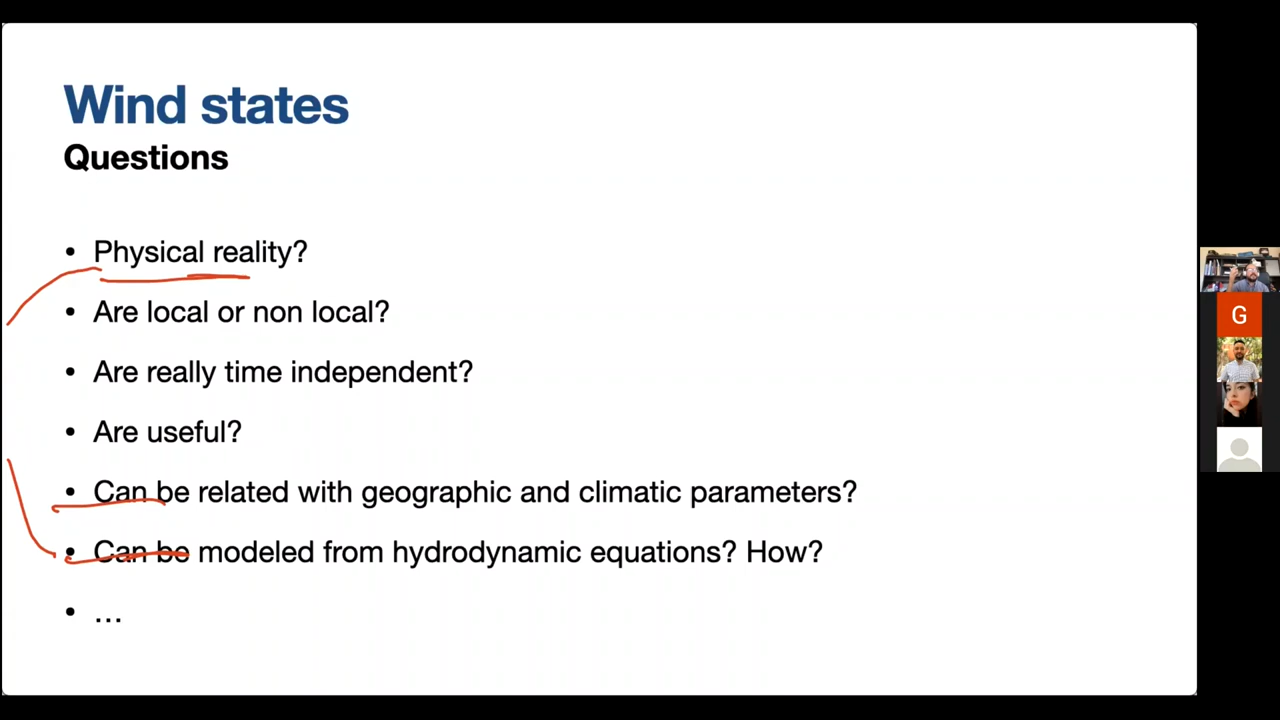 Wind states
Questions
• Physical reality?
• Are local or non local?
• Are really time independent?
• Are useful?
• Can be related with geographic and climatic parameters?
• Can be modeled from hydrodynamic equations? How?
• ...
G